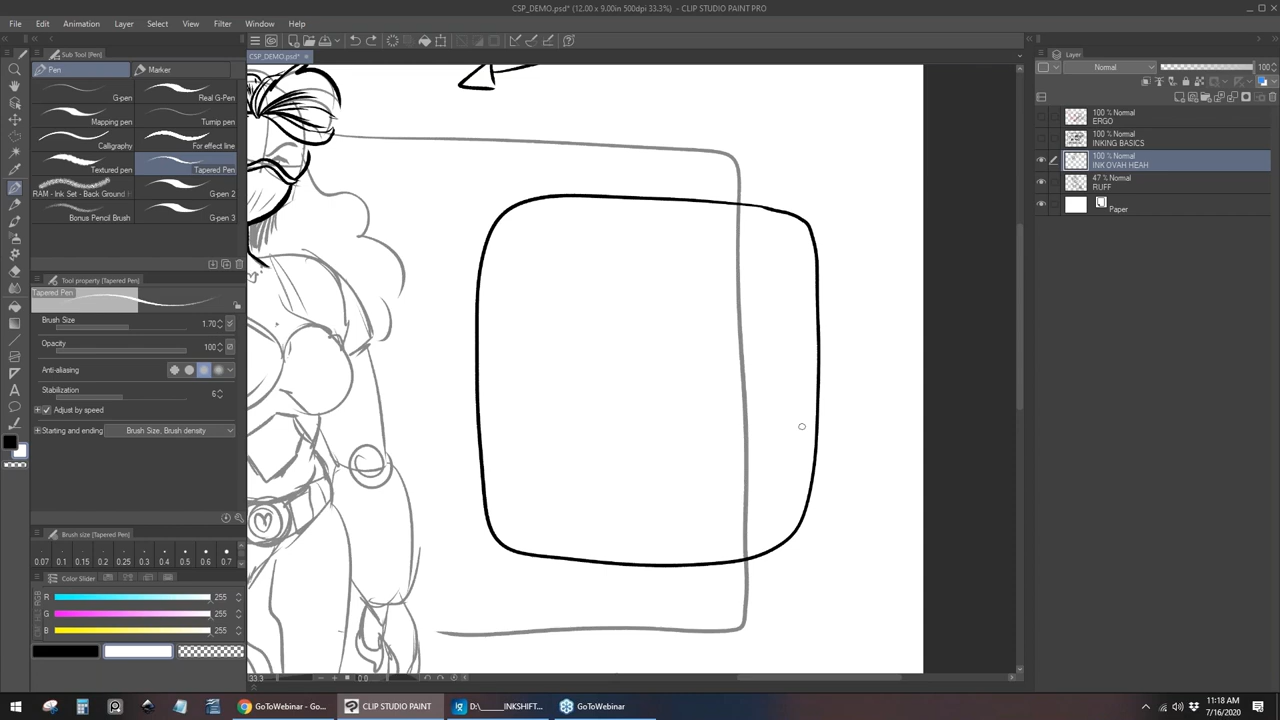 CSP_DEMO.psd* (12.00 x 9.00in 500dpi 33.3%) - CLIP STUDIO PAINT PRO
File Edit Animation Layer Select View Filter Window Help
CSP_DEMO.psd*
Sub Tool [Pen]
Pen Marker
G-pen Real G-Pen
Mapping pen Turnip pen
Calligraphy For effect line
Textured pen Tapered Pen
RAM - Ink Set - Back Ground G-pen 2
Bonus Pencil Brush G-pen 3
Tool property [Tapered Pen]
Tapered Pen
Brush Size 1.70
Opacity 100
Anti-aliasing
Stabilization 6
Adjust by speed
Starting and ending Brush Size, Brush density
Brush size [Tapered Pen]
0.07 0.1 0.15 0.2 0.25 0.3 0.4 0.5 0.6 0.7
Color Slider
R 255
G 255
B 255
33.3 0.0
Layer
Normal 100
100 % Normal
ERGO
100 % Normal
INKING BASICS
100 % Normal
INK OVAH HEAH
47 % Normal
RUFF
Paper
GoToWebinar - Go...
CLIP STUDIO PAINT
D:\_____INKSHIFT...
GoToWebinar
11:18 AM
7/16/2020